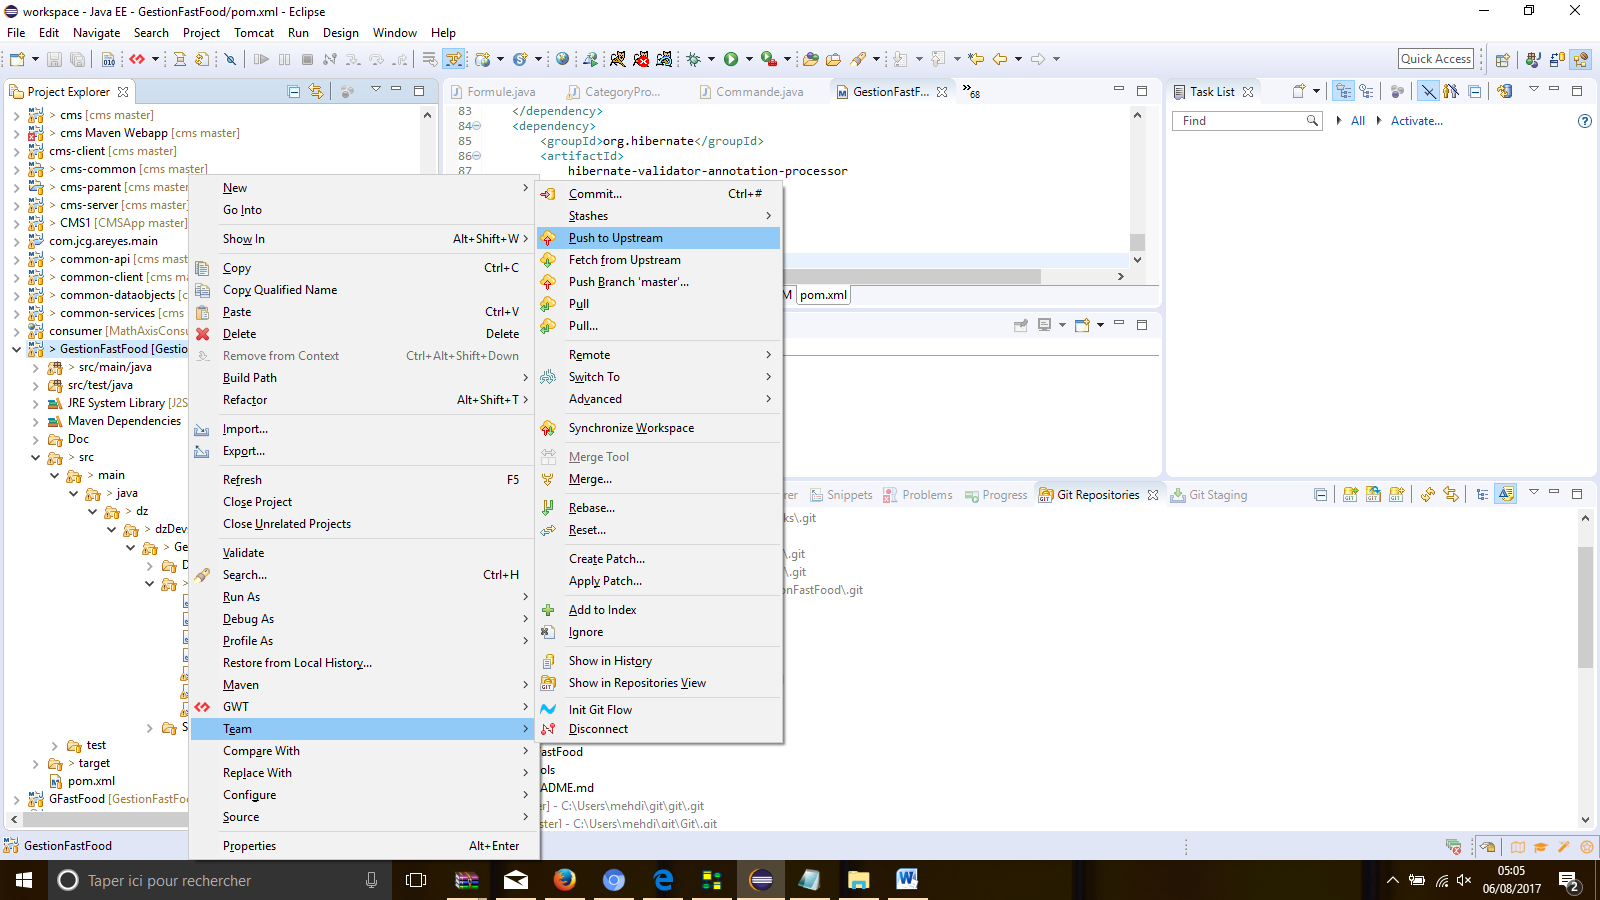 workspace - Java EE - GestionFastFood/pom.xml - Eclipse
File Edit Navigate Search Project Tomcat Run Design Window Help
Quick Access
Project Explorer
> cms [cms master]
> cms Maven Webapp [cms master]
cms-client [cms master]
> cms-common [cms master]
> cms-parent [cms master]
> cms-server [cms master]
> CMS1 [CMSApp master]
com.jcg.areyes.main
> common-api [cms
> common-client [cms
> common-dataobjects [c
> common-services [cms
consumer [MathAxisConsu
> GestionFastFood [Gestio
> src/main/java
src/test/java
JRE System Library [J2S
Maven Dependencies
Doc
> src
> main
> java
> dz
> dzDev
> Ge
> D
>
> S
test
> target
pom.xml
GFastFood [GestionFastFoo
New
Go Into
Show In Alt+Shift+W >
Copy Ctrl+C
Copy Qualified Name
Paste Ctrl+V
Delete Delete
Remove from Context Ctrl+Alt+Shift+Down
Build Path
Refactor Alt+Shift+T >
Import...
Export...
Refresh F5
Close Project
Close Unrelated Projects
Validate
Search... Ctrl+H
Run As
Debug As
Profile As
Restore from Local History...
Maven
GWT
Team
Compare With
Replace With
Configure
Source
Properties Alt+Enter
Commit... Ctrl+#
Stashes
Push to Upstream
Fetch from Upstream
Push Branch 'master'...
Pull
Pull...
Remote
Switch To
Advanced
Synchronize Workspace
Merge Tool
Merge...
Rebase...
Reset...
Create Patch...
Apply Patch...
Add to Index
Ignore
Show in History
Show in Repositories View
Init Git Flow
Disconnect
Formule.java CategoryPro... Commande.java GestionFastF... »68
83 </dependency>
84 <dependency>
85 <groupId>org.hibernate</groupId>
86 <artifactId>
87 hibernate-validator-annotation-processor
M pom.xml
Task List
Find All Activate...
rer Snippets Problems Progress Git Repositories Git Staging
ks\.git
\.git
\.git
onFastFood\.git
astFood
ols
ADME.md
er] - C:\Users\mehdi\git\git\.git
ster] - C:\Users\mehdi\git\Git\.git
GestionFastFood
Taper ici pour rechercher
05:05
06/08/2017
2